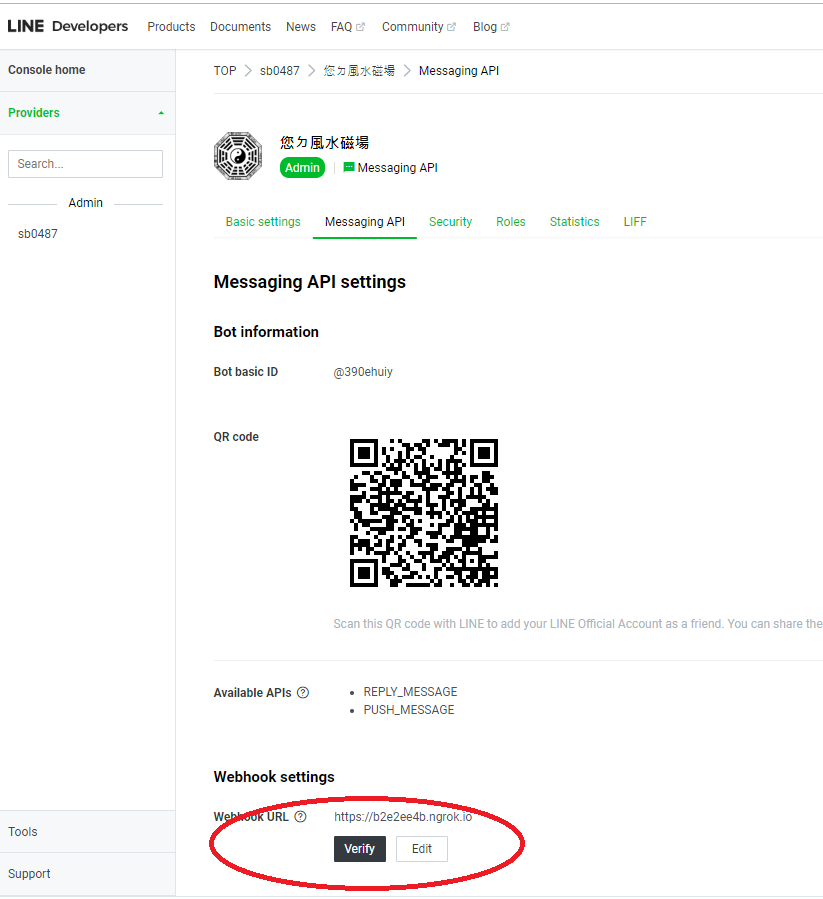 LINE Developers Products Documents News FAQ Community Blog
Console home
TOP sb0487 您ㄉ風水磁場 Messaging API
Providers
您ㄉ風水磁場
Search...
Admin Messaging API
Admin
sb0487
Basic settings Messaging API Security Roles Statistics LIFF
Messaging API settings
Bot information
Bot basic ID @390ehuiy
QR code
Scan this QR code with LINE to add your LINE Official Account as a friend. You can share the
Available APIs
REPLY_MESSAGE
PUSH_MESSAGE
Webhook settings
Webhook URL https://b2e2ee4b.ngrok.io
Verify Edit
Tools
Support